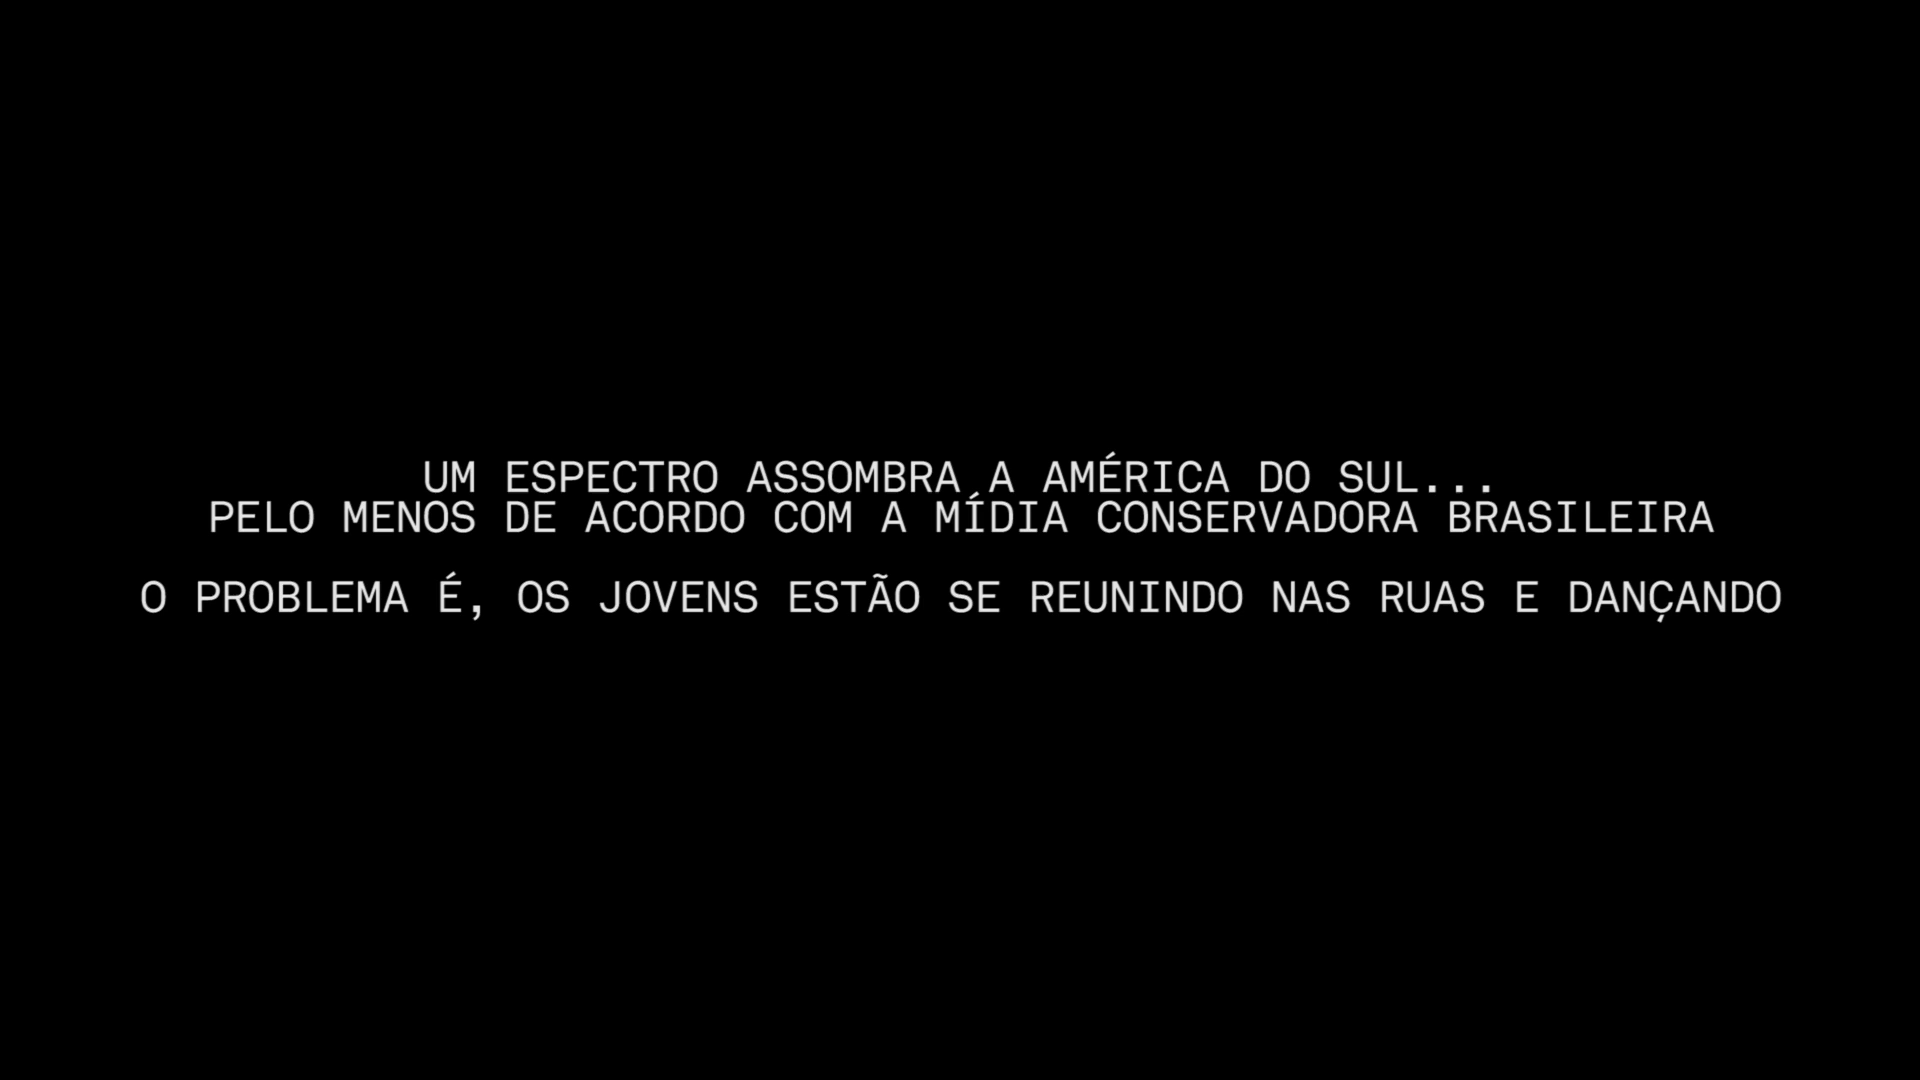 UM ESPECTRO ASSOMBRA A AMÉRICA DO SUL...
PELO MENOS DE ACORDO COM A MÍDIA CONSERVADORA BRASILEIRA
O PROBLEMA É, OS JOVENS ESTÃO SE REUNINDO NAS RUAS E DANÇANDO